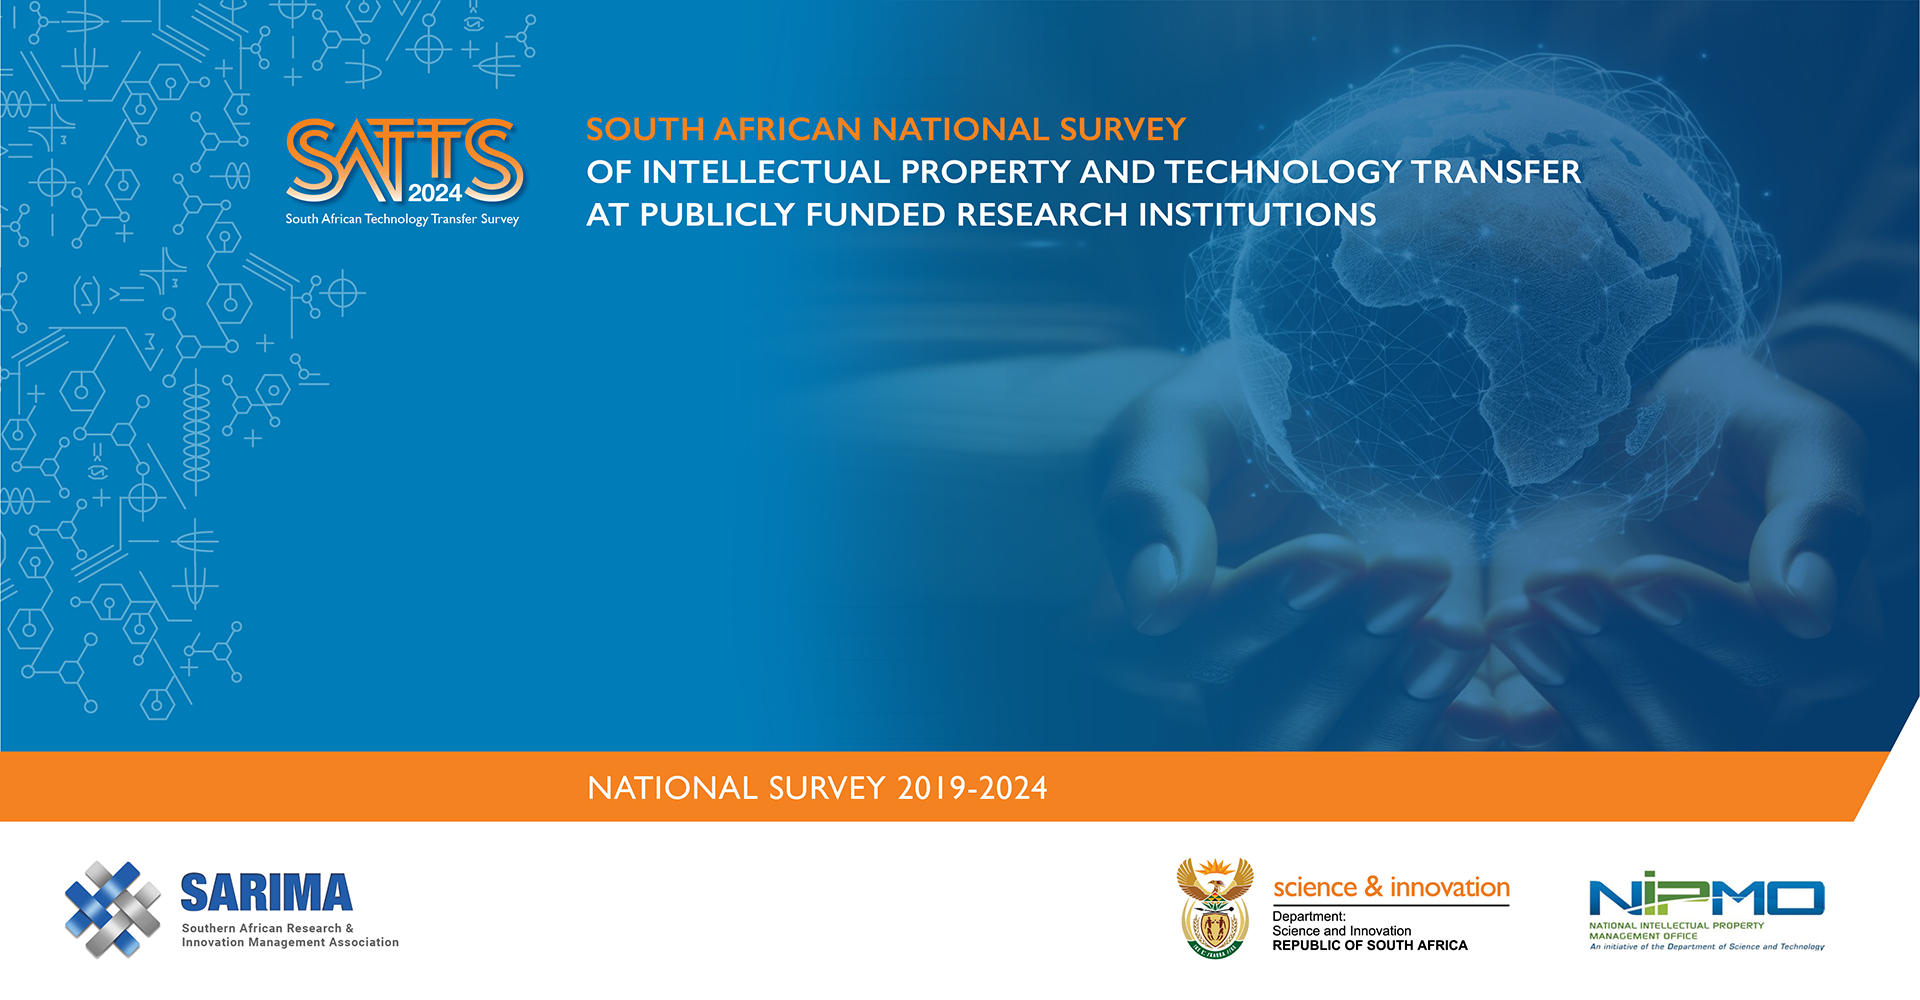 SATTS
2024
South African Technology Transfer Survey
SOUTH AFRICAN NATIONAL SURVEY
OF INTELLECTUAL PROPERTY AND TECHNOLOGY TRANSFER
AT PUBLICLY FUNDED RESEARCH INSTITUTIONS
NATIONAL SURVEY 2019-2024
SARIMA
Southern African Research &
Innovation Management Association
science & innovation
Department:
Science and Innovation
REPUBLIC OF SOUTH AFRICA
NIPMO
NATIONAL INTELLECTUAL PROPERTY
MANAGEMENT OFFICE
An initiative of the Department of Science and Technology